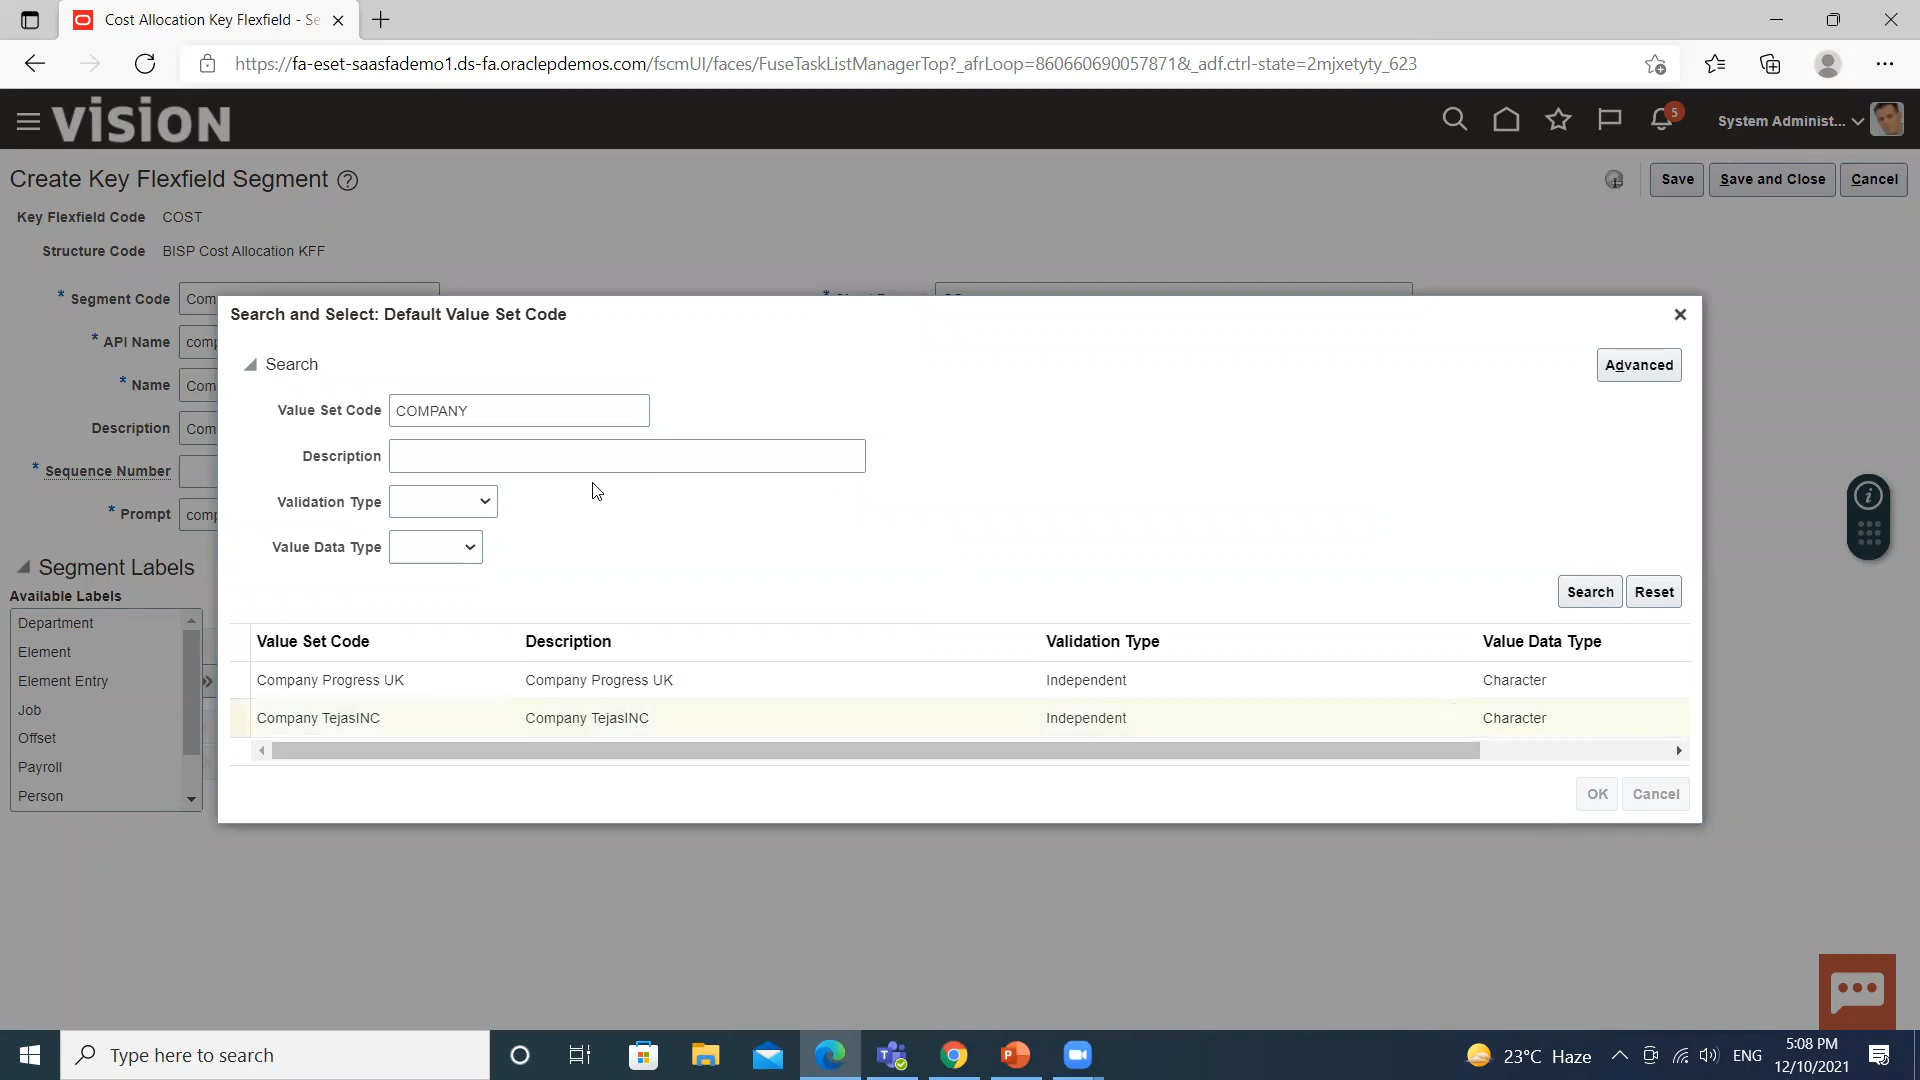 Cost Allocation Key Flexfield - Se
https://fa-eset-saasfademo1.ds-fa.oraclepdemos.com/fscmUI/faces/FuseTaskListManagerTop?_afrLoop=860660690057871&_adf.ctrl-state=2mjxetyty_623
VISION
5
System Administ...
Create Key Flexfield Segment
Save
Save and Close
Cancel
Key Flexfield Code COST
Structure Code BISP Cost Allocation KFF
* Segment Code Com
* API Name comp
* Name Com
Description Com
* Sequence Number
* Prompt comp
Segment Labels
Available Labels
Department
Element
Element Entry
Job
Offset
Payroll
Person
Search and Select: Default Value Set Code
Search
Advanced
Value Set Code COMPANY
Description
Validation Type
Value Data Type
Search Reset
Value Set Code Description Validation Type Value Data Type
Company Progress UK Company Progress UK Independent Character
Company TejasINC Company TejasINC Independent Character
OK Cancel
Type here to search
23°C Haze
ENG
5:08 PM
12/10/2021